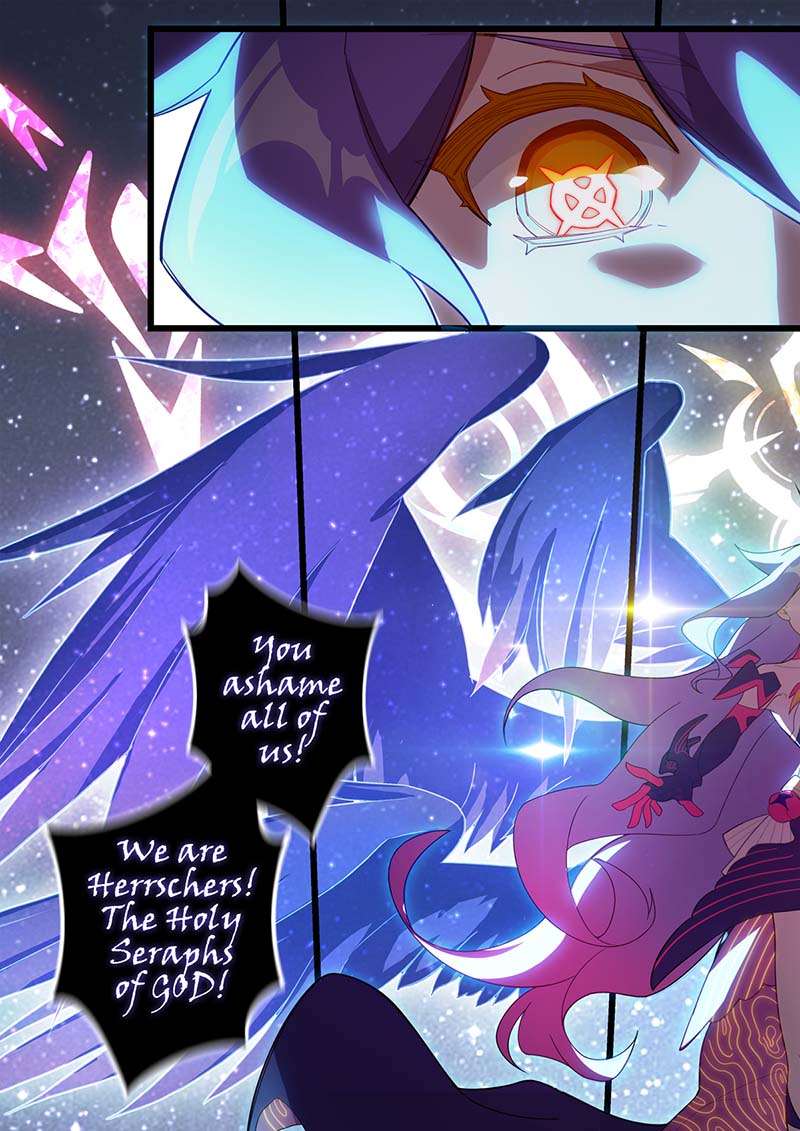 You
ashame
all of
us!
We are
Herrschers!
The Holy
Seraphs
of GOD!